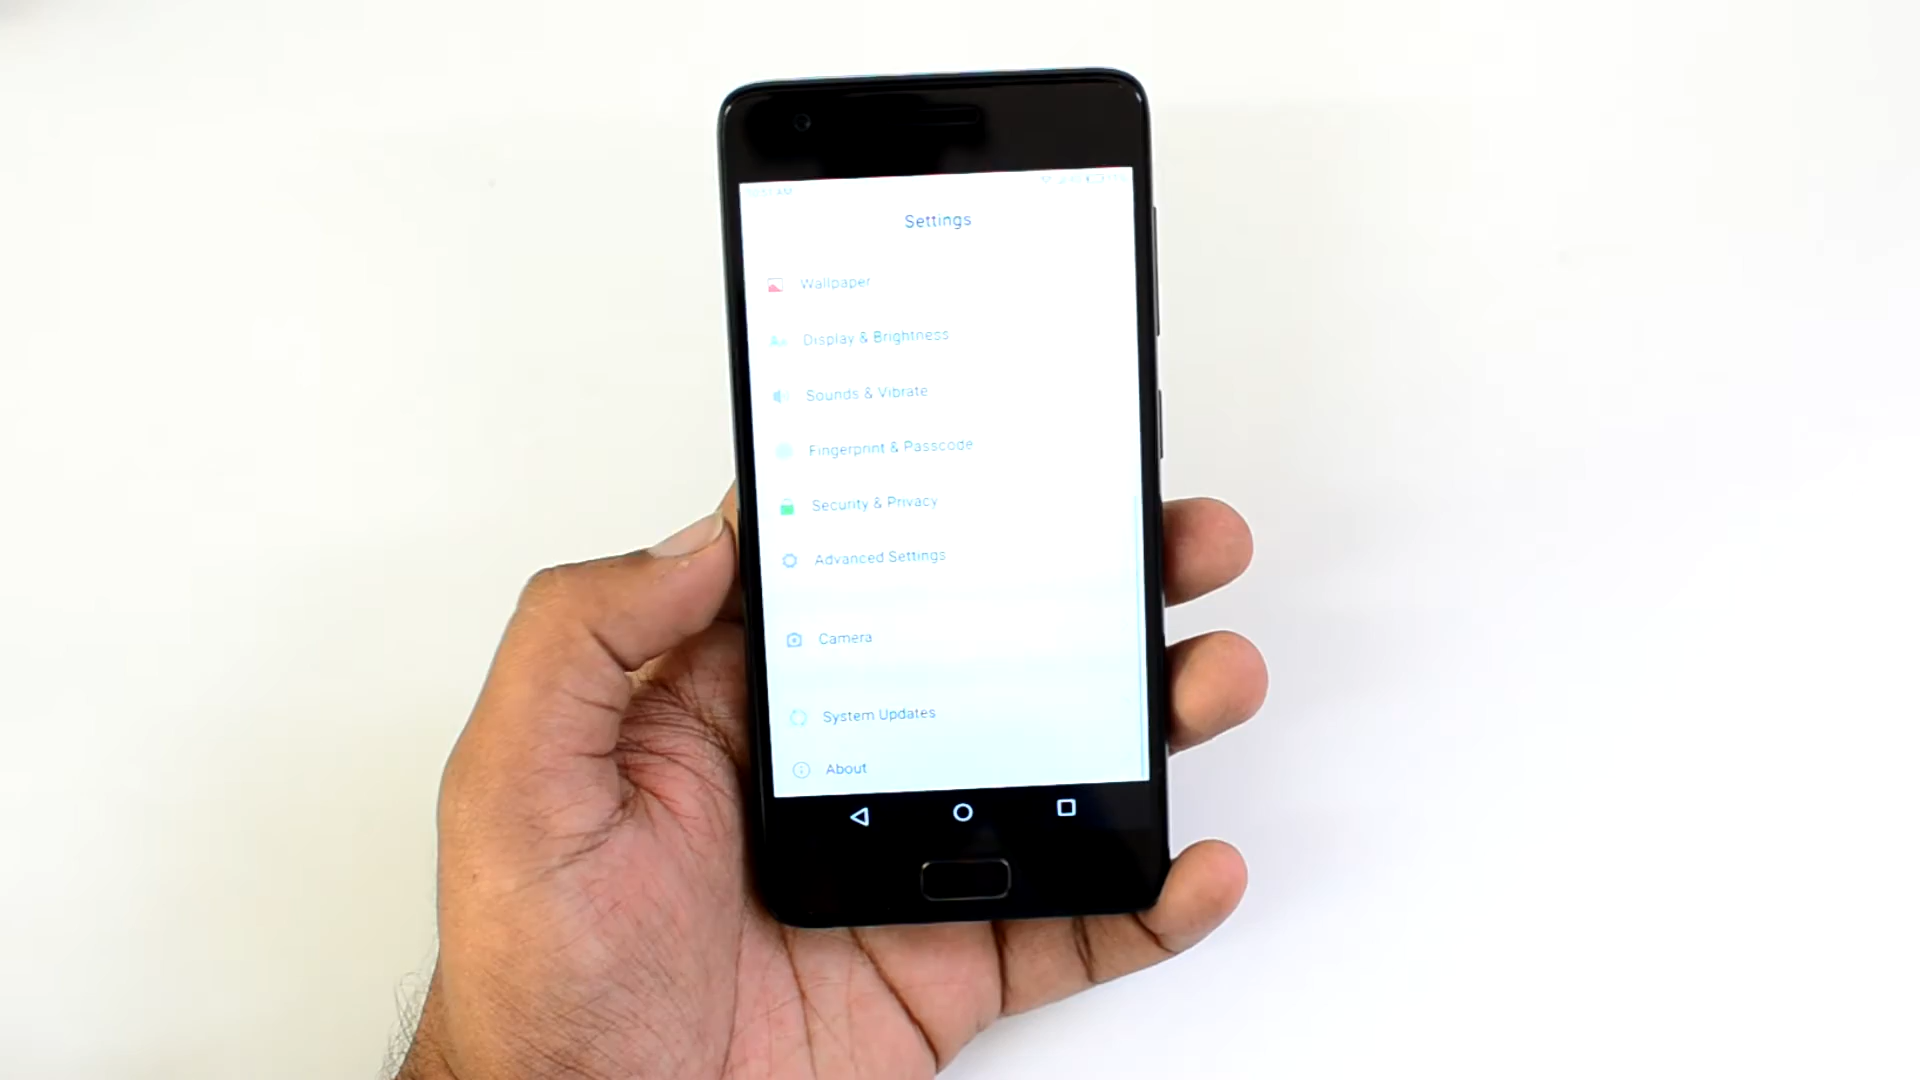 Settings
Wallpaper
Display & Brightness
Sounds & Vibrate
Fingerprint & Passcode
Security & Privacy
Advanced Settings
Camera
System Updates
About